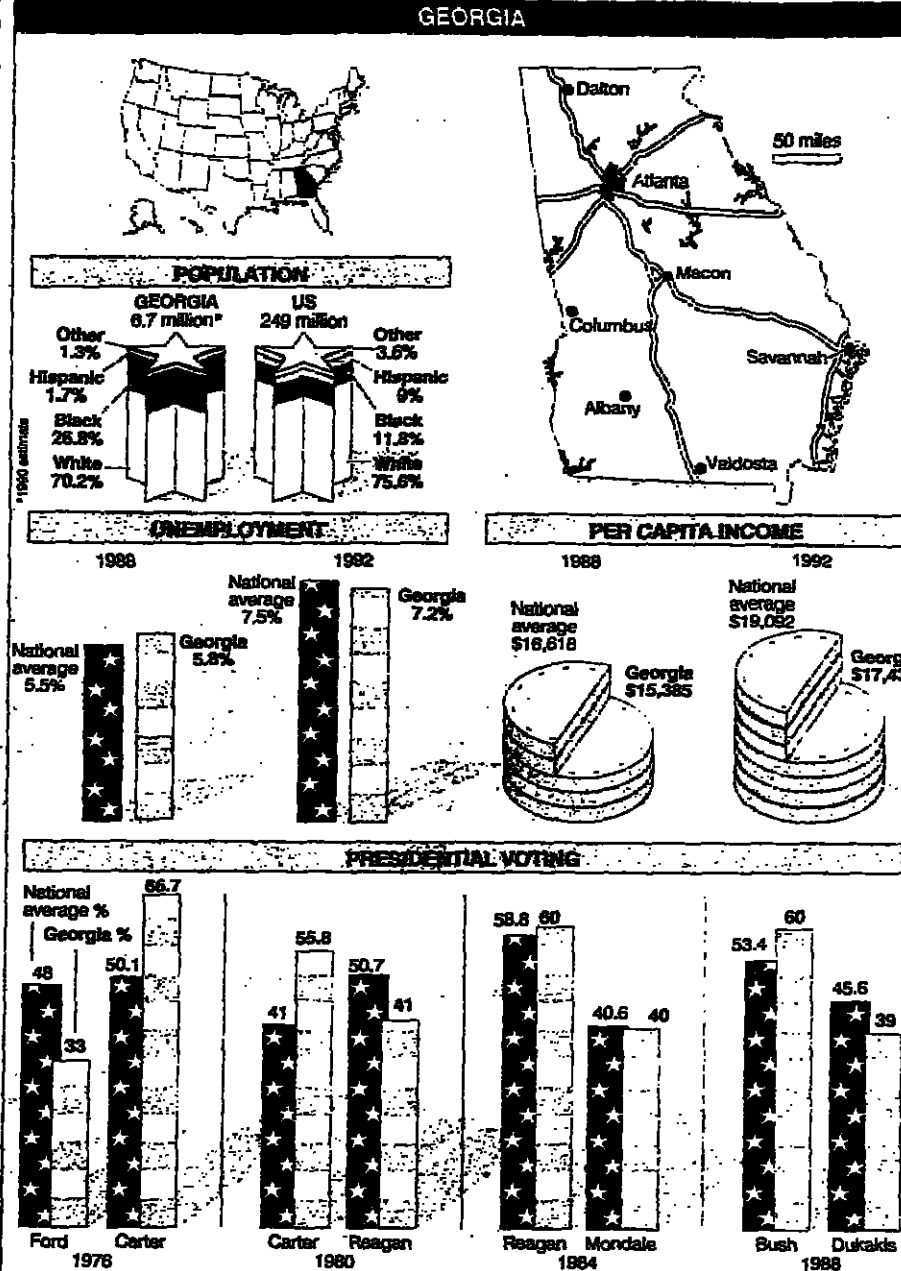 GEORGIA
Dalton
50 miles
Atlanta
Macon
Columbus
Savannah
Albany
Valdosta
POPULATION
GEORGIA
6.7 million*
US
249 million
Other
1.3%
Hispanic
1.7%
Black
26.8%
White
70.2%
Other
3.6%
Hispanic
9%
Black
11.8%
White
75.6%
*1990 estimate
UNEMPLOYMENT
1988
1992
National
average
5.5%
Georgia
5.8%
National
average
7.5%
Georgia
7.2%
PER CAPITA INCOME
1988
1992
National
average
$16,618
Georgia
$15,385
National
average
$19,092
Georg
$17,43
PRESIDENTIAL VOTING
National
average %
Georgia %
48
33
50.1
66.7
Ford
Carter
1976
41
55.8
50.7
41
Carter
Reagan
1980
58.8
60
40.6
40
Reagan
Mondale
1984
53.4
60
45.6
39
Bush
Dukakis
1988